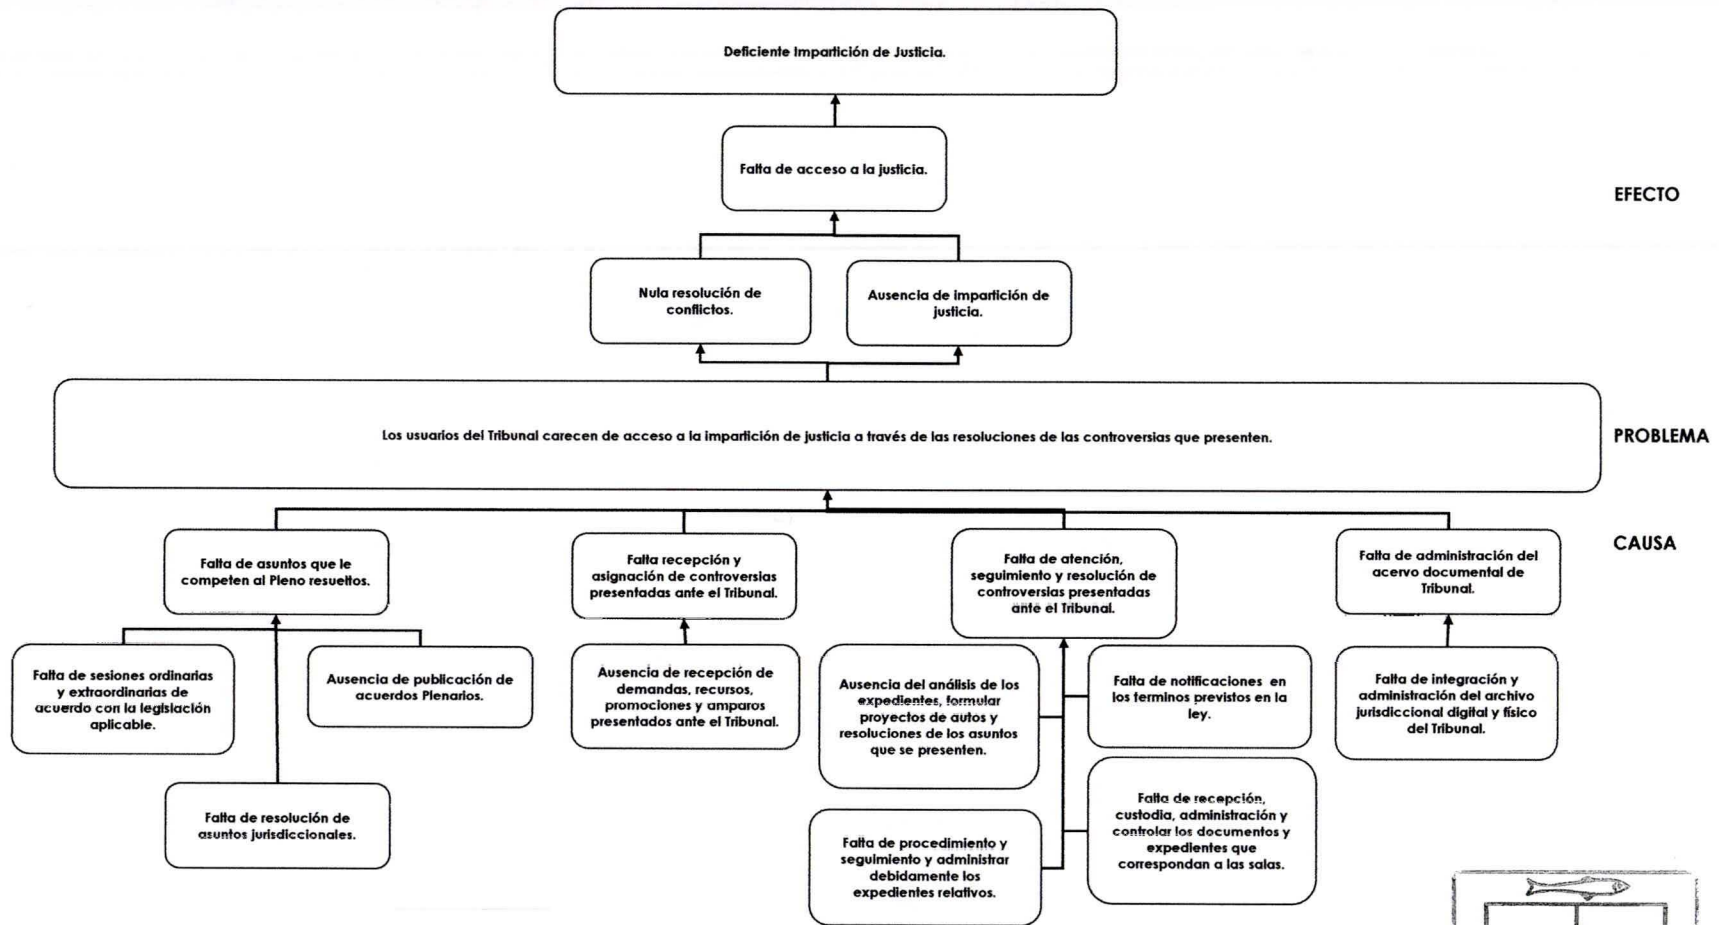 Deficiente Impartición de Justicia.
Falta de acceso a la justicia.
EFECTO
Nula resolución de
conflictos.
Ausencia de impartición de
justicia.
Los usuarios del Tribunal carecen de acceso a la impartición de justicia a través de las resoluciones de las controversias que presenten.
PROBLEMA
CAUSA
Falta de asuntos que le
competen al Pleno resueltos.
Falta recepción y
asignación de controversias
presentadas ante el Tribunal.
Falta de atención,
seguimiento y resolución de
controversias presentadas
ante el Tribunal.
Falta de administración del
acervo documental de
Tribunal.
Falta de sesiones ordinarias
y extraordinarias de
acuerdo con la legislación
aplicable.
Ausencia de publicación de
acuerdos Plenarios.
Ausencia de recepción de
demandas, recursos,
promociones y amparos
presentados ante el Tribunal.
Ausencia del análisis de los
expedientes, formular
proyectos de autos y
resoluciones de los asuntos
que se presenten.
Falta de notificaciones en
los terminos previstos en la
ley.
Falta de integración y
administración del archivo
jurisdiccional digital y físico
del Tribunal.
Falta de resolución de
asuntos jurisdiccionales.
Falta de procedimiento y
seguimiento y administrar
debidamente los
expedientes relativos.
Falta de recepción,
custodia, administración y
controlar los documentos y
expedientes que
correspondan a las salas.